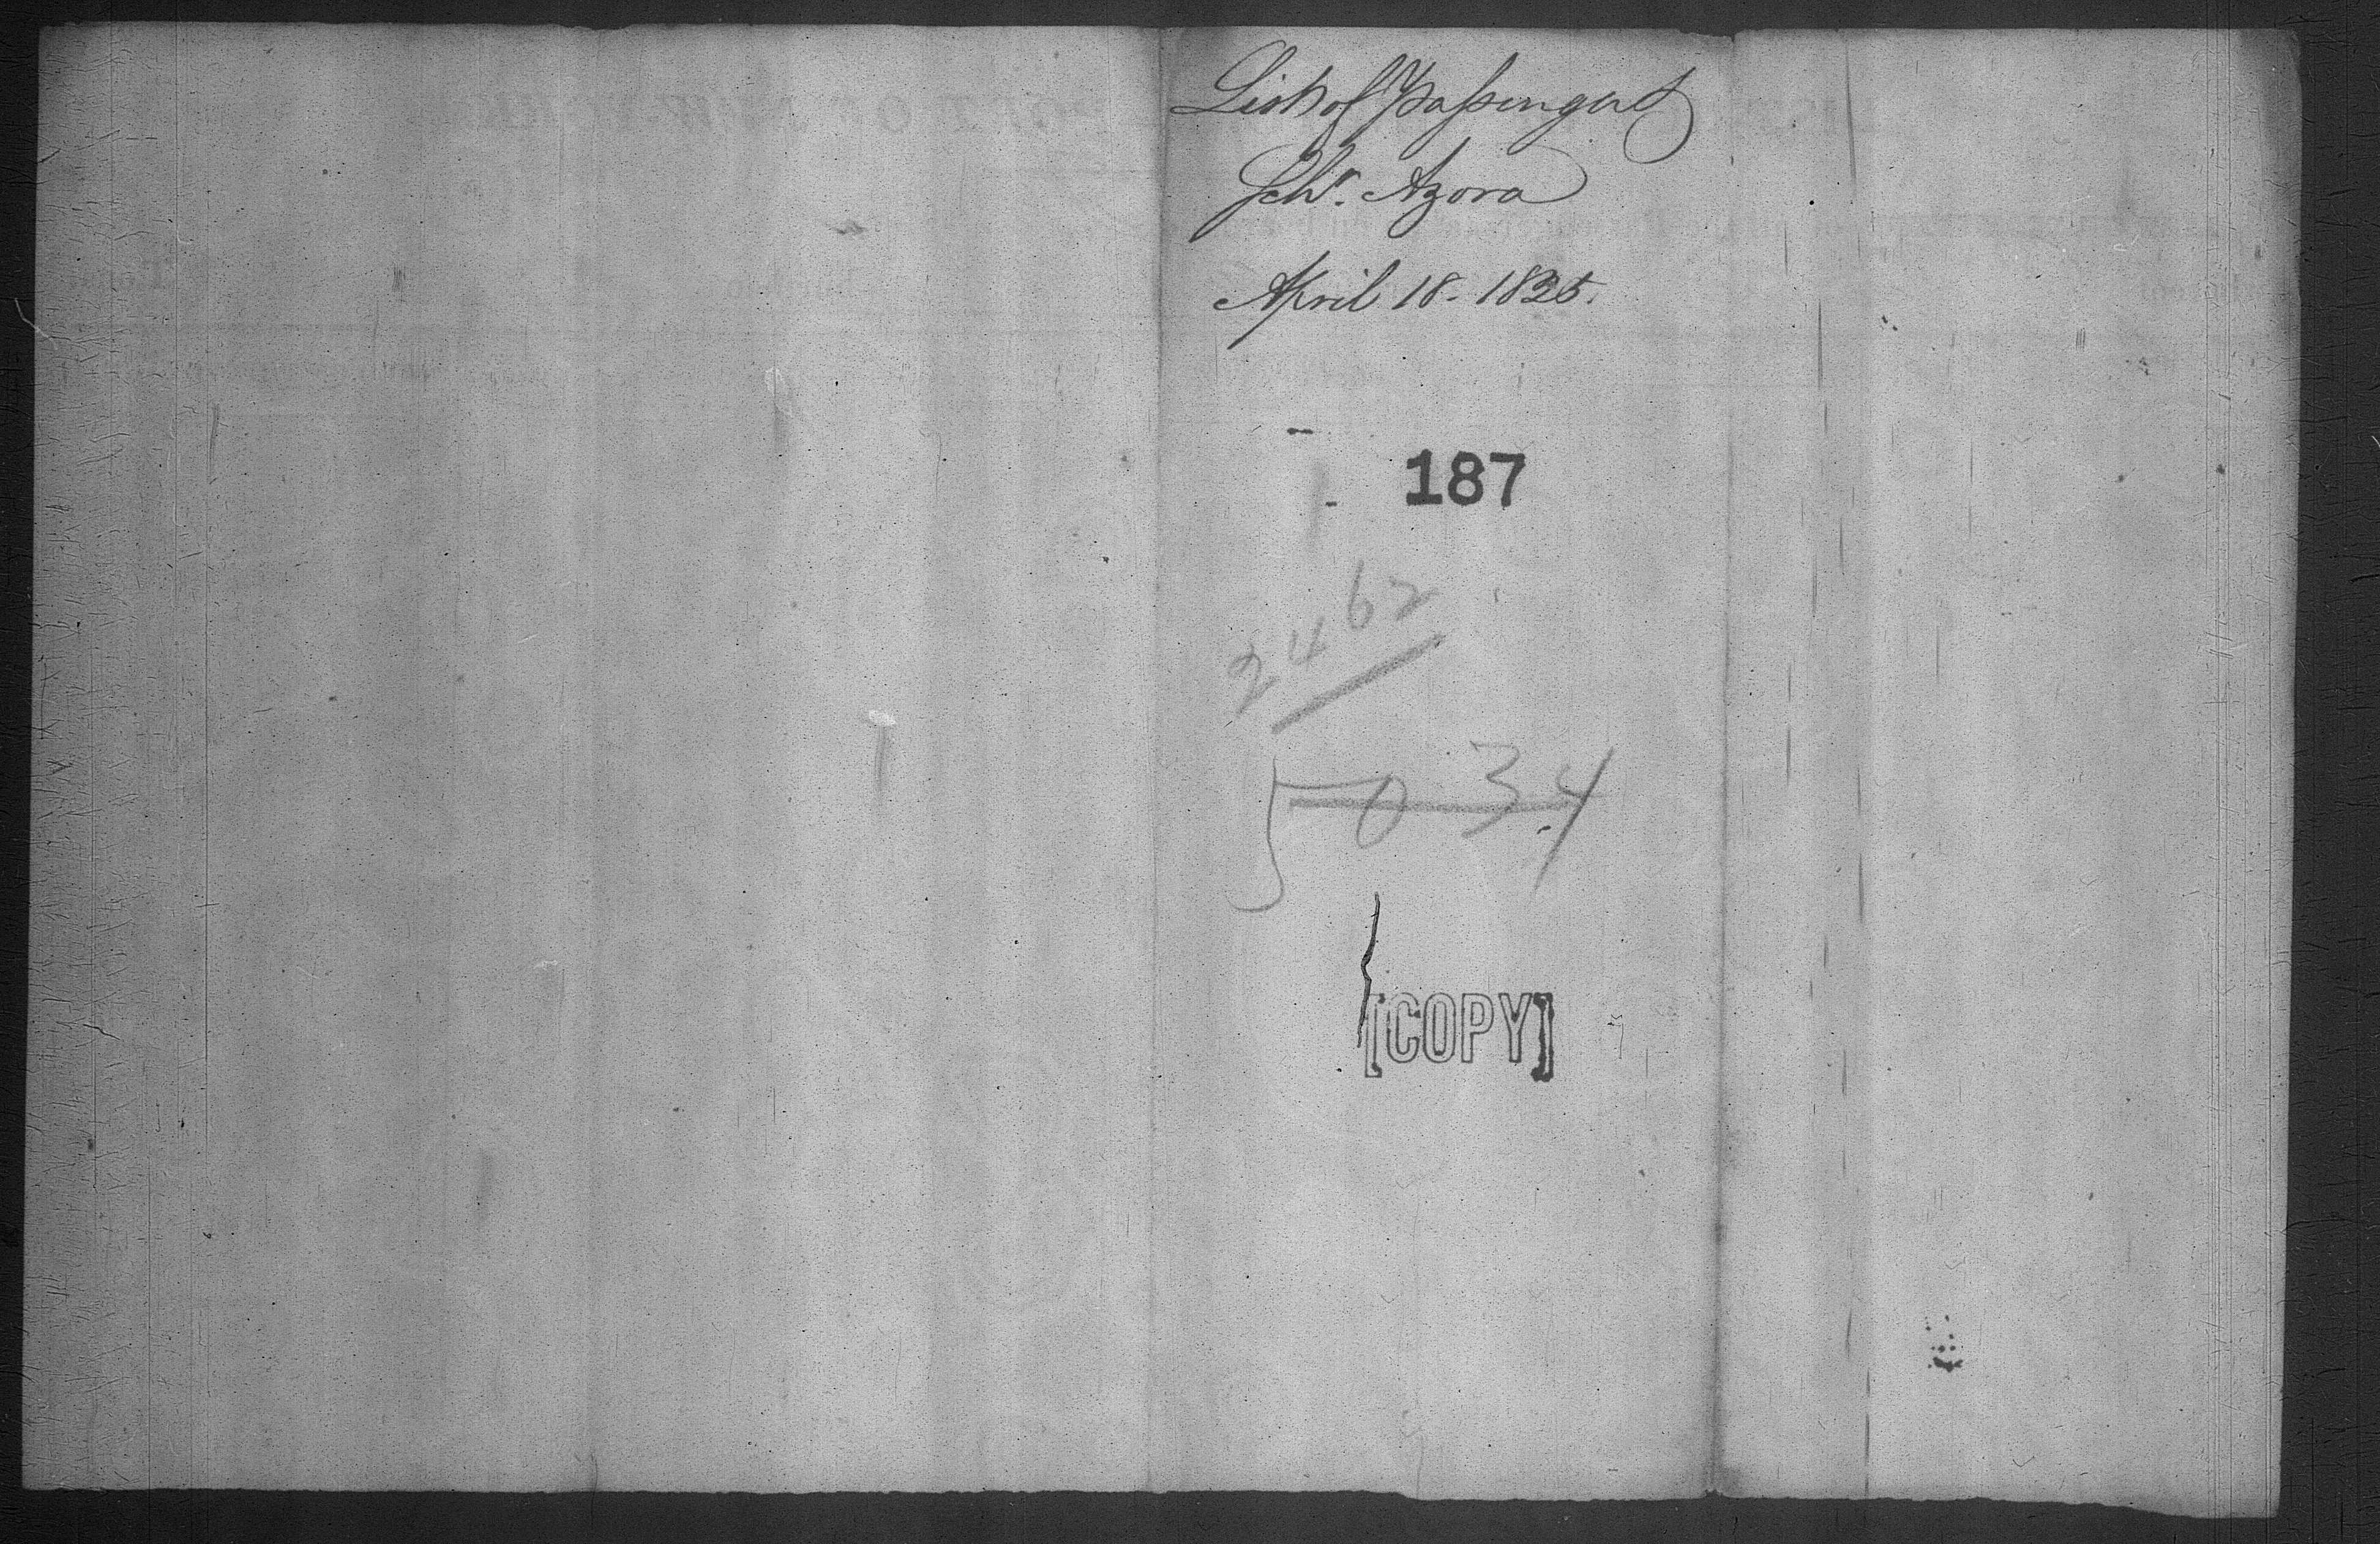 List of Passengers
Schr. Azora
April 18. 1825.
187
2462
5034
[COPY]